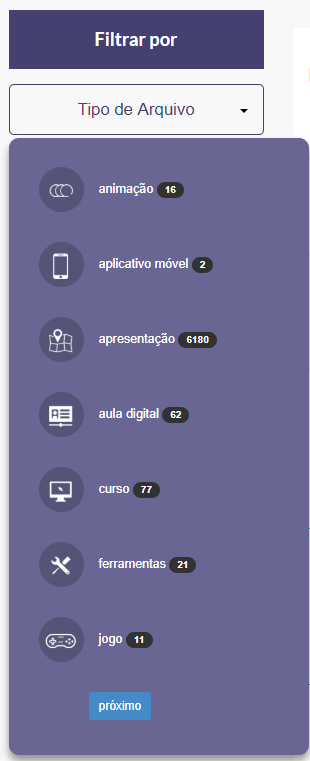 Filtrar por
Tipo de Arquivo
animação 16
aplicativo móvel 2
apresentação 6180
aula digital 62
curso 77
ferramentas 21
jogo 11
próximo